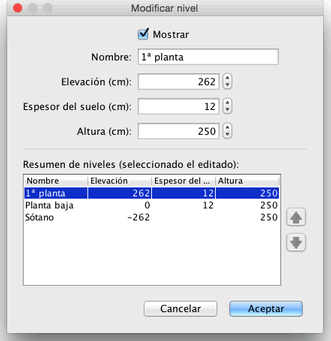 Modificar nivel
Mostrar
Nombre: 1ª planta
Elevación (cm): 262
Espesor del suelo (cm): 12
Altura (cm): 250
Resumen de niveles (seleccionado el editado):
Nombre Elevación Espesor del ... Altura
1ª planta 262 12 250
Planta baja 0 12 250
Sótano -262 250
Cancelar Aceptar